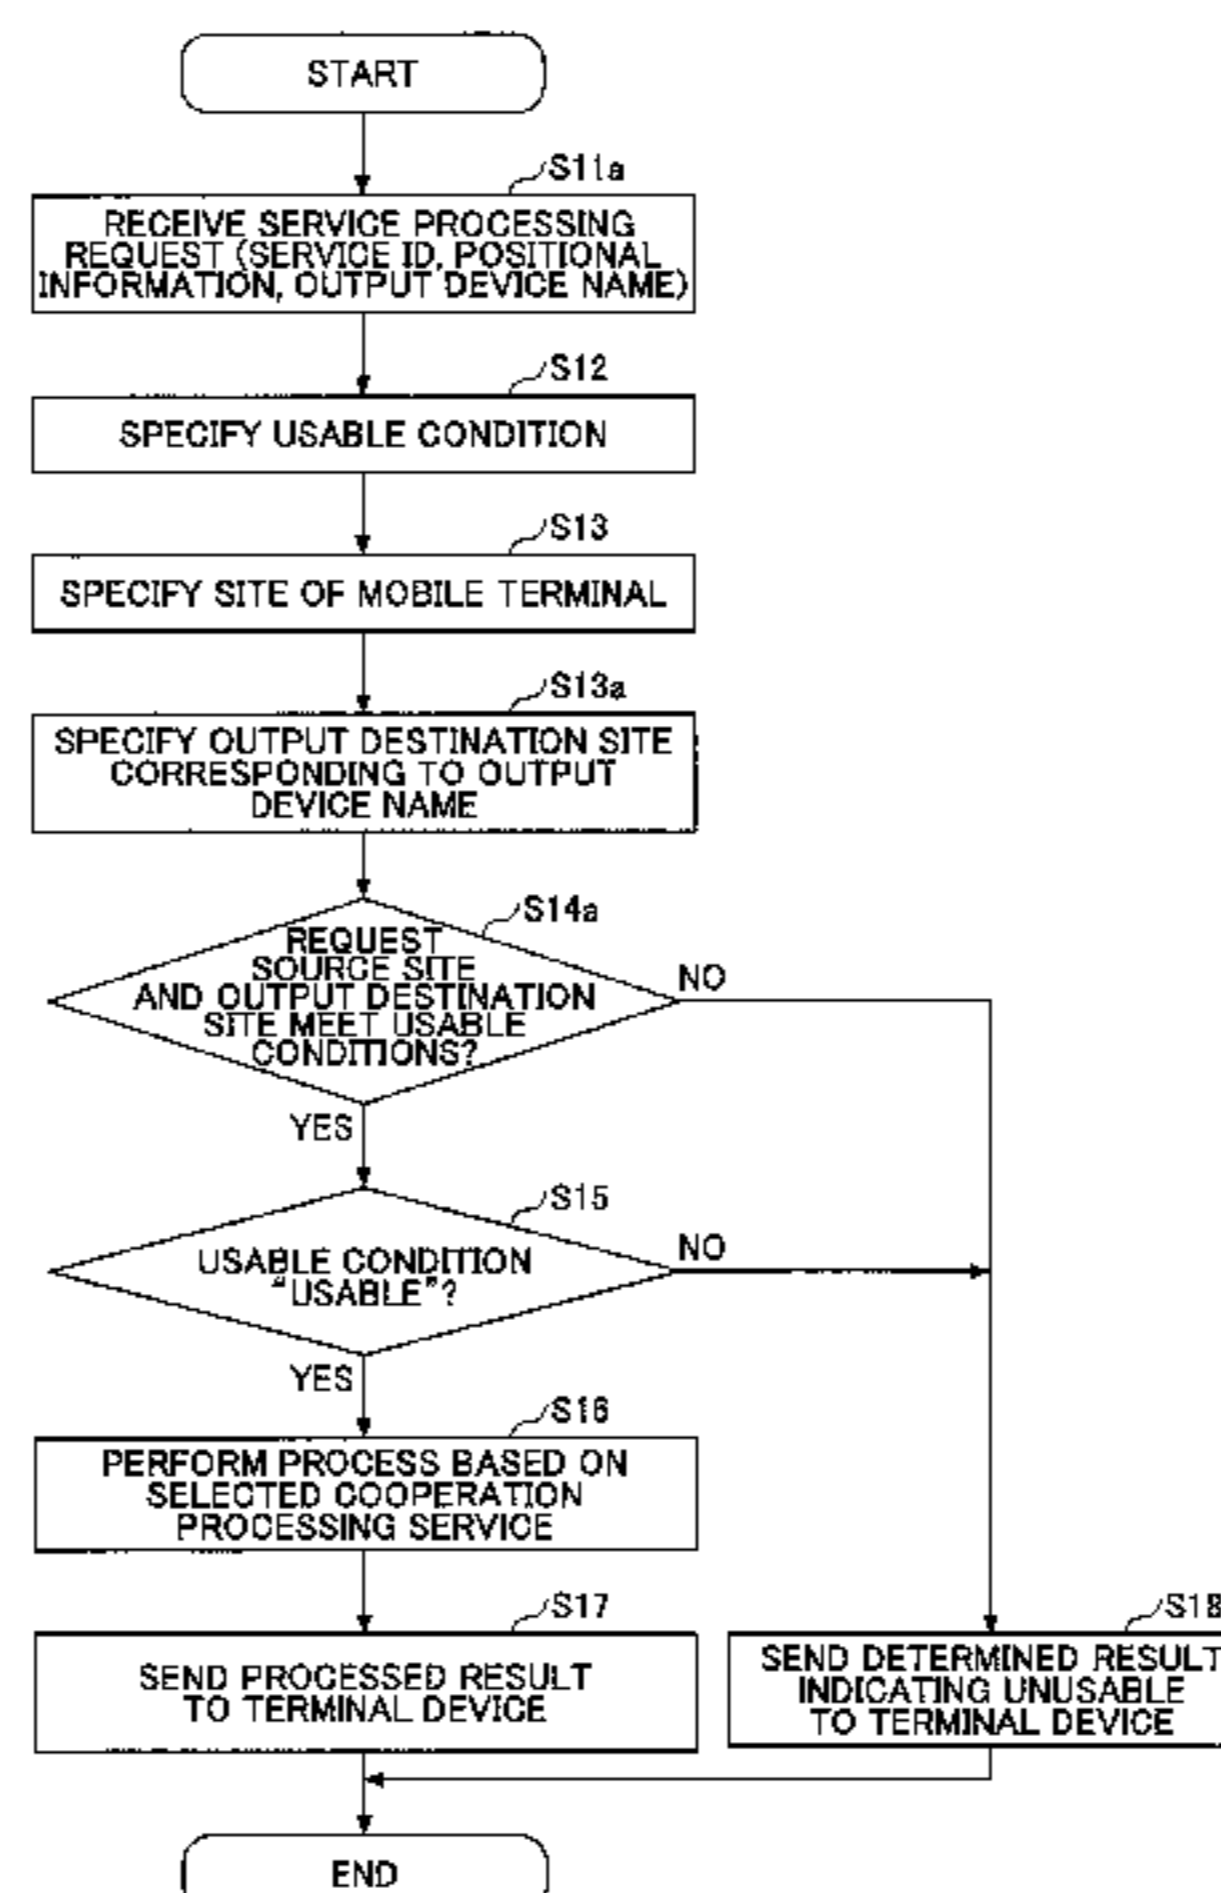 START
S11a
RECEIVE SERVICE PROCESSING
REQUEST (SERVICE ID, POSITIONAL
INFORMATION, OUTPUT DEVICE NAME)
S12
SPECIFY USABLE CONDITION
S13
SPECIFY SITE OF MOBILE TERMINAL
S13a
SPECIFY OUTPUT DESTINATION SITE
CORRESPONDING TO OUTPUT
DEVICE NAME
S14a
REQUEST
SOURCE SITE
AND OUTPUT DESTINATION
SITE MEET USABLE
CONDITIONS?
NO
YES
S15
USABLE CONDITION
"USABLE"?
NO
YES
S16
PERFORM PROCESS BASED ON
SELECTED COOPERATION
PROCESSING SERVICE
S17
SEND PROCESSED RESULT
TO TERMINAL DEVICE
S18
SEND DETERMINED RESULT
INDICATING UNUSABLE
TO TERMINAL DEVICE
END